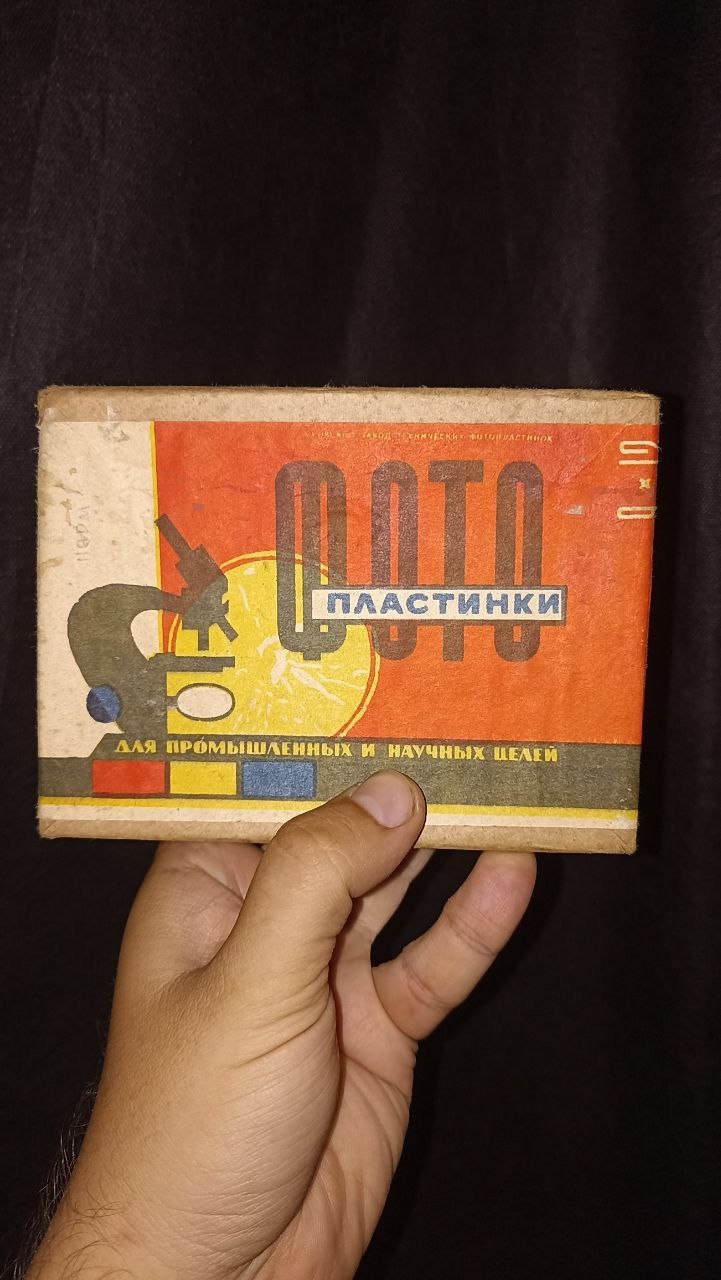 ЗАВОД ТЕХНИЧЕСКИХ ФОТОПЛАСТИНОК
ФОТО
ПЛАСТИНКИ
ДЛЯ ПРОМЫШЛЕННЫХ И НАУЧНЫХ ЦЕЛЕЙ